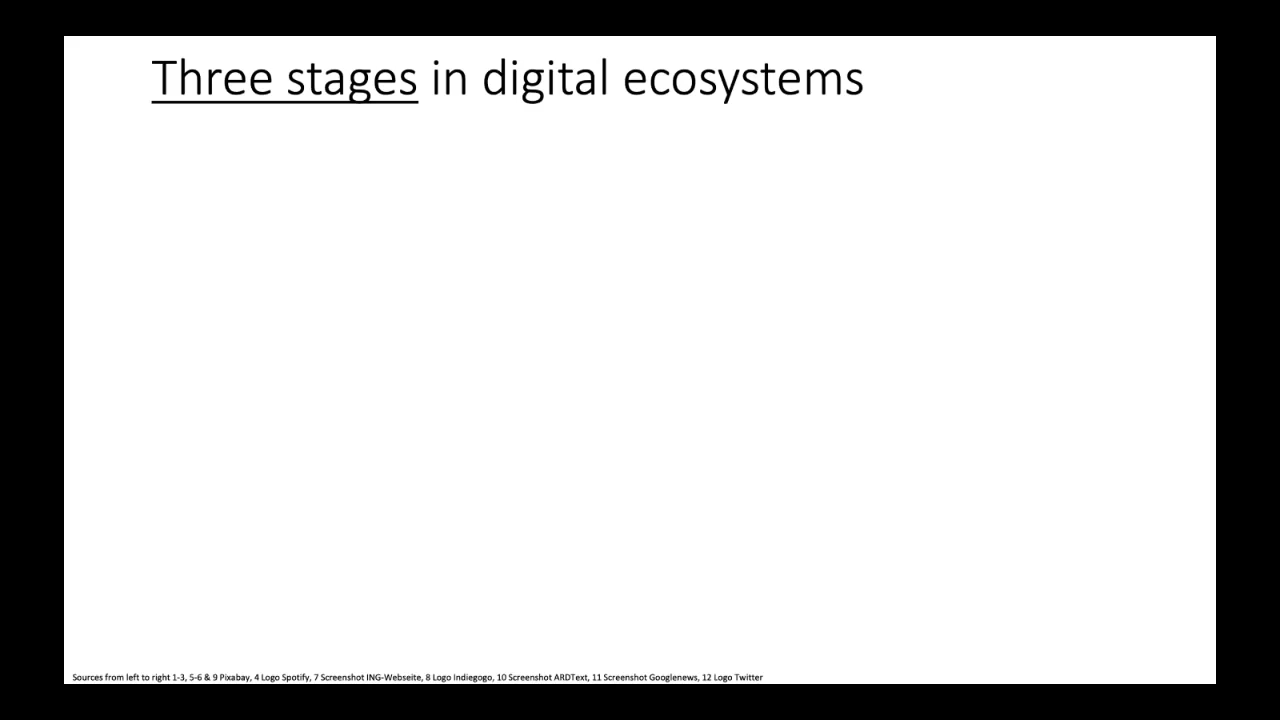 Three stages in digital ecosystems
Sources from left to right 1-3, 5-6 & 9 Pixabay, 4 Logo Spotify, 7 Screenshot ING-Webseite, 8 Logo Indiegogo, 10 Screenshot ARDText, 11 Screenshot Googlenews, 12 Logo Twitter